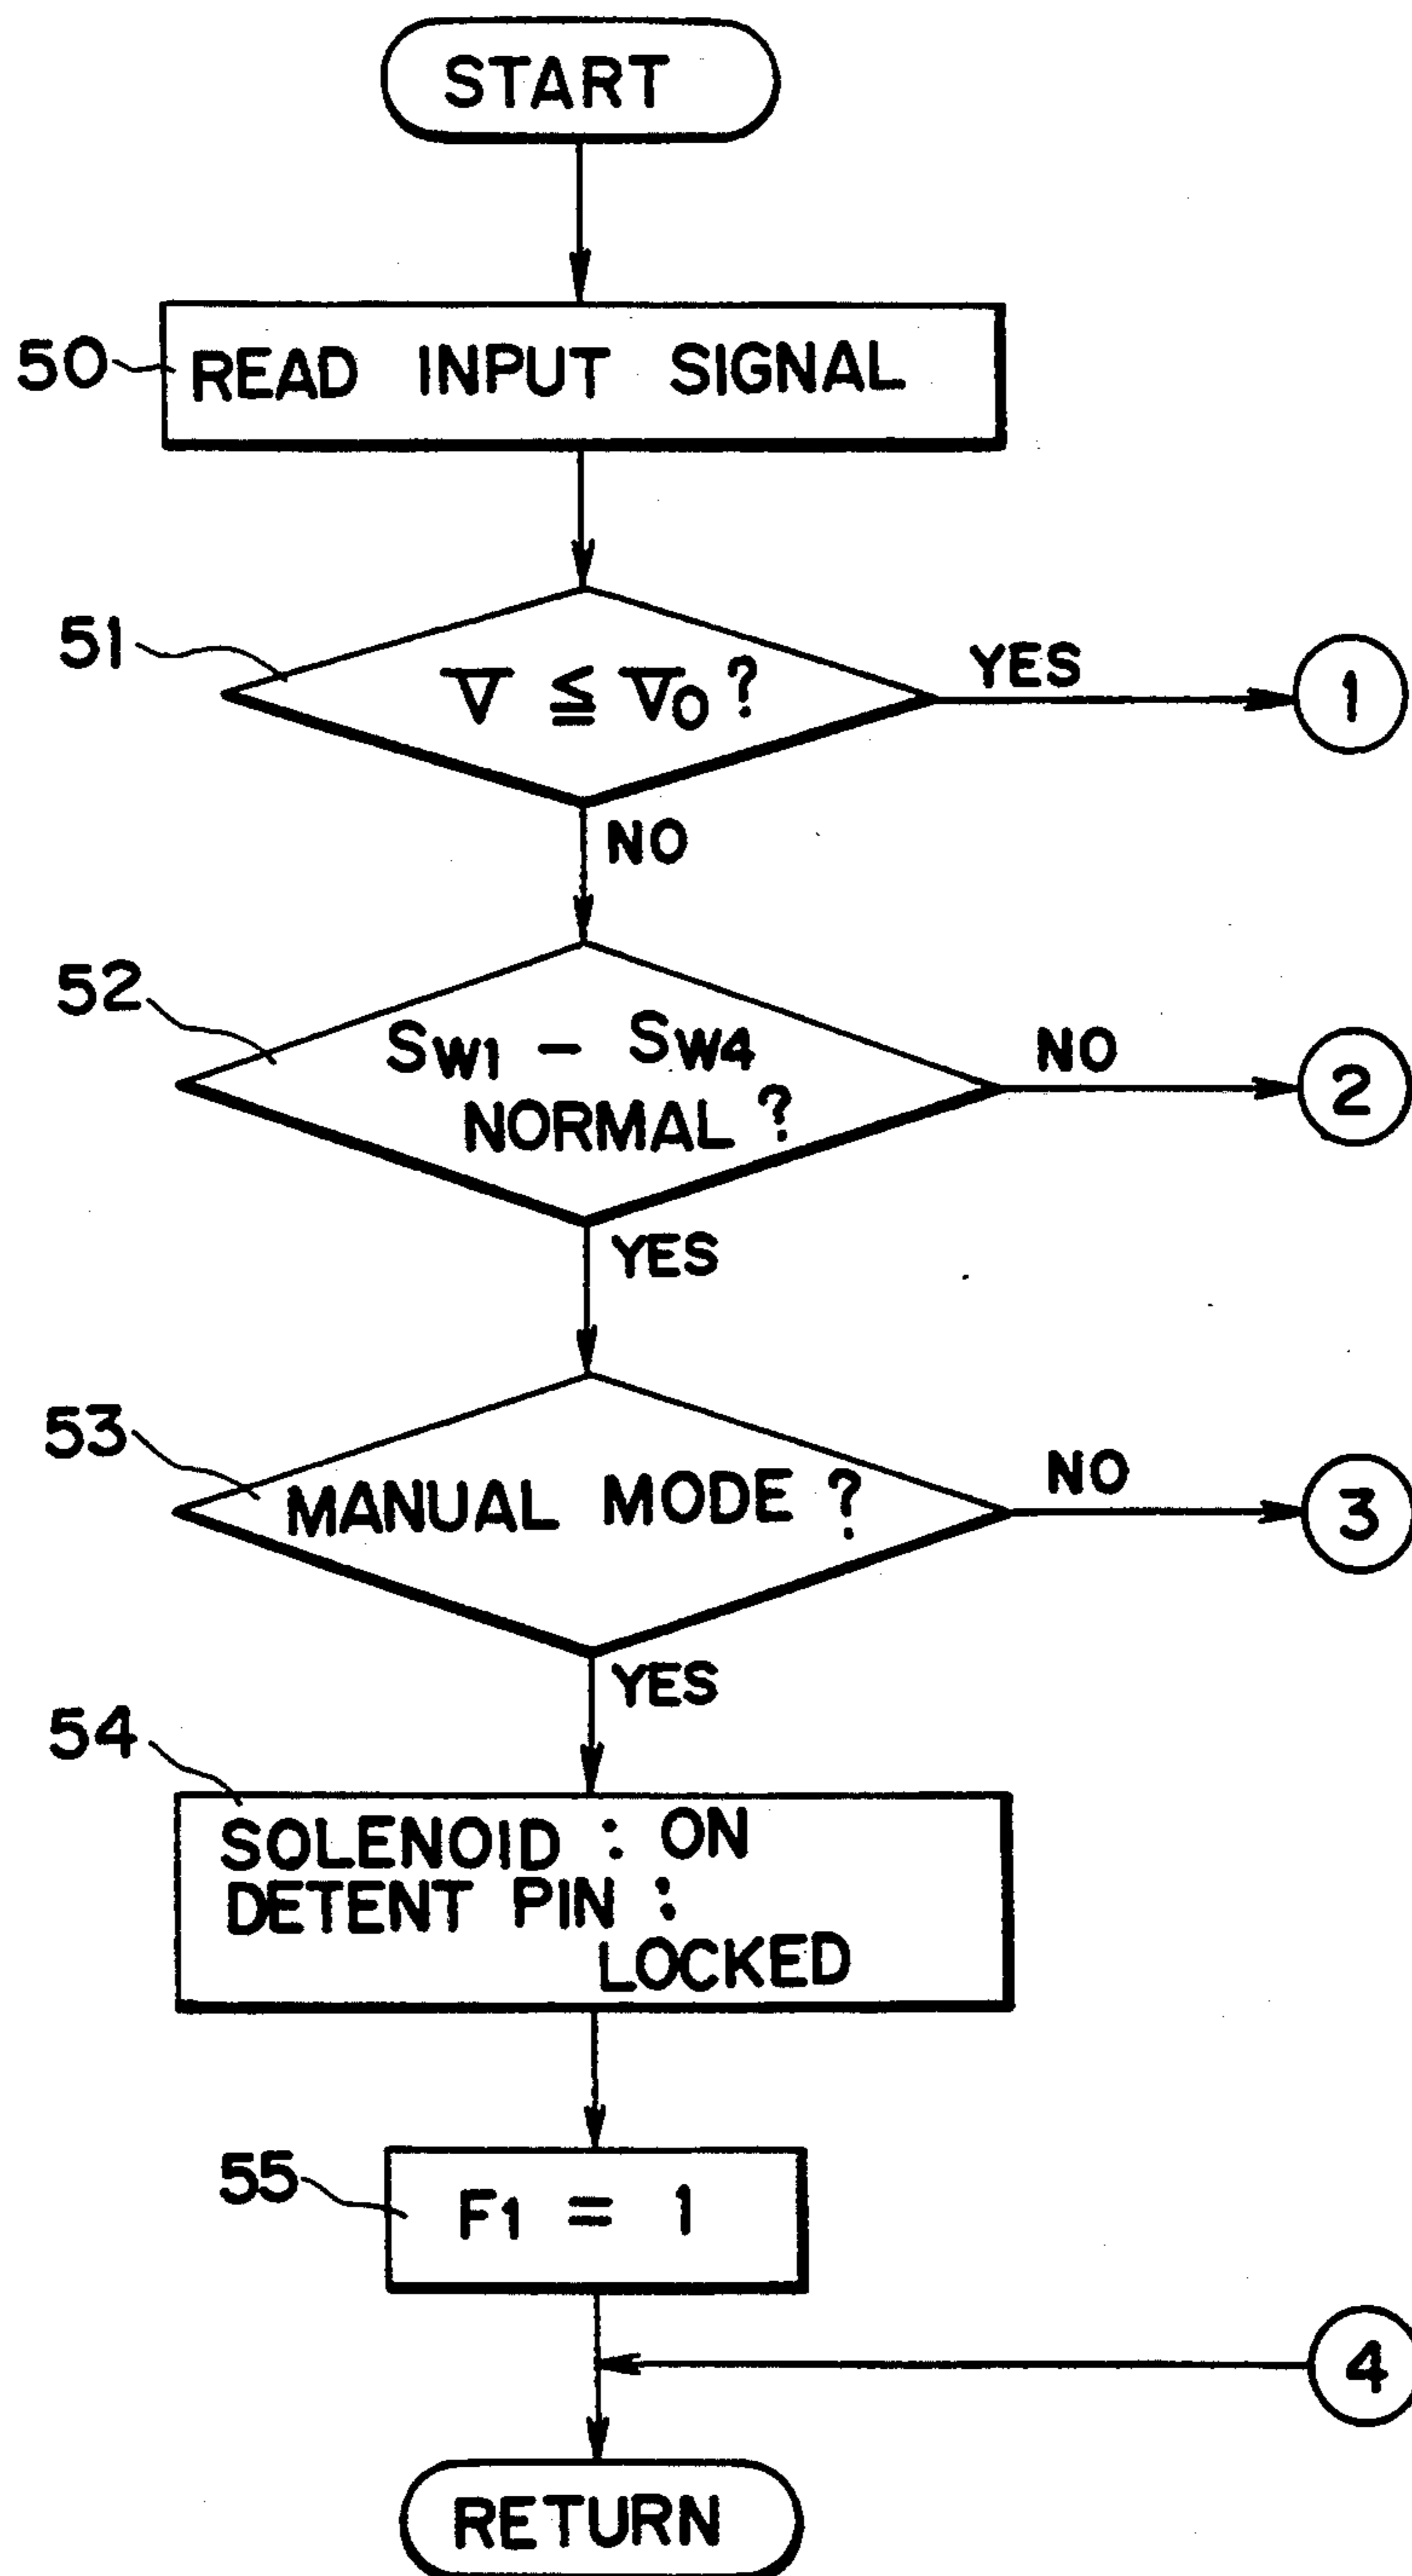 START
50
READ INPUT SIGNAL
51
V ≦ V0 ?
YES
1
NO
52
SW1 – SW4
NORMAL ?
NO
2
YES
53
MANUAL MODE ?
NO
3
YES
54
SOLENOID : ON
DETENT PIN :
LOCKED
55
F1 = 1
4
RETURN